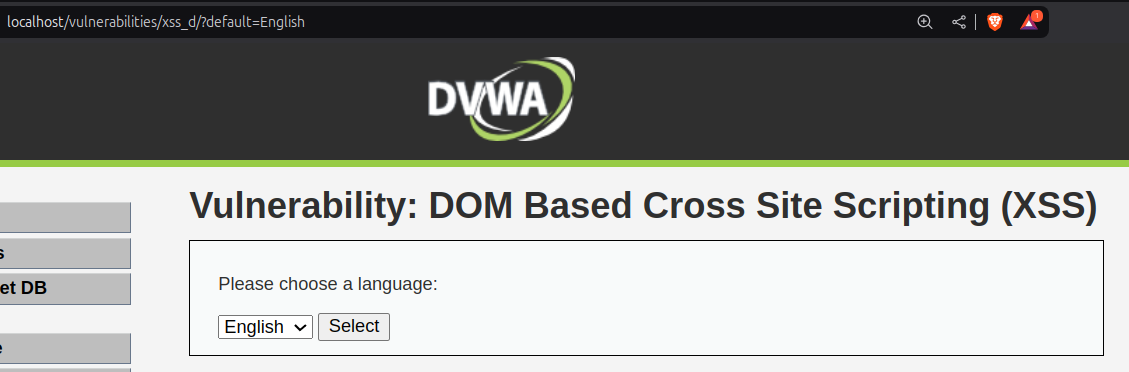 localhost/vulnerabilities/xss_d/?default=English
1
DVWA
Vulnerability: DOM Based Cross Site Scripting (XSS)
s
et DB
e
Please choose a language:
English Select